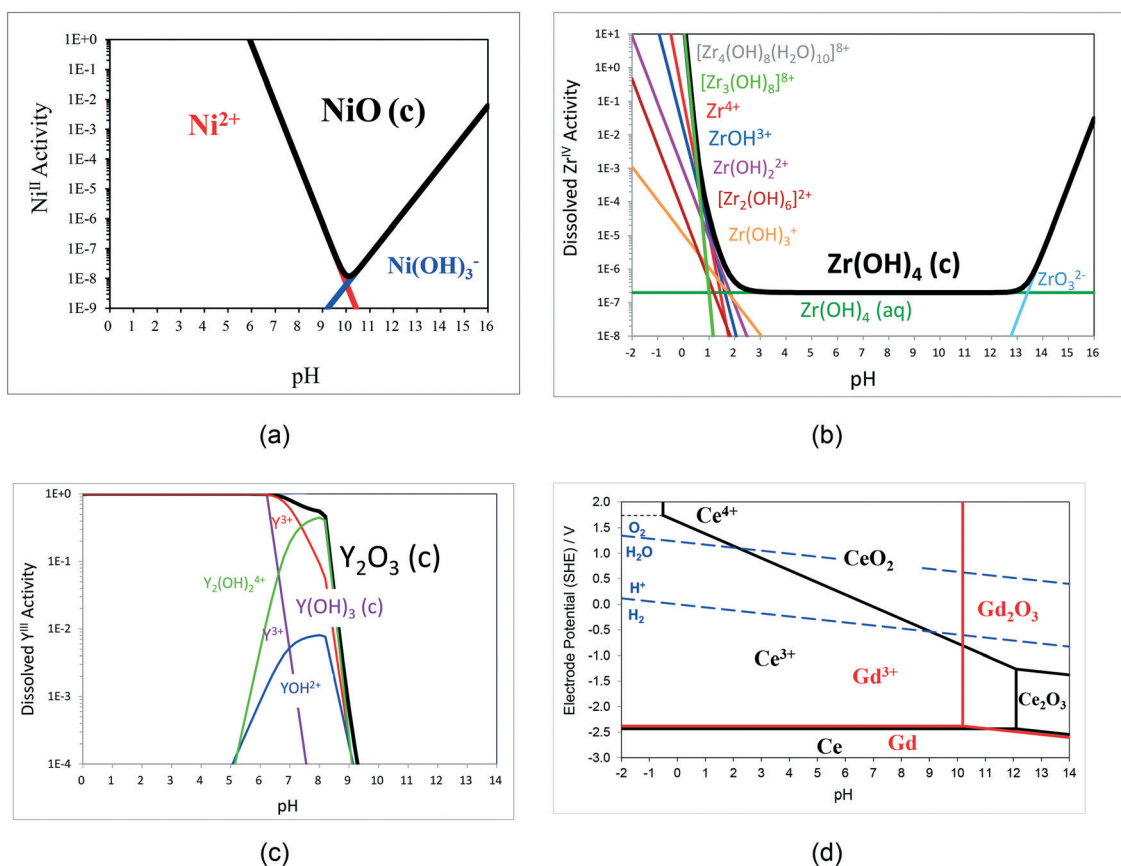 1E+0
1E-1
1E-2
1E-3
1E-4
1E-5
1E-6
1E-7
1E-8
1E-9
Ni^II Activity
Ni²⁺
NiO (c)
Ni(OH)₃⁻
0 1 2 3 4 5 6 7 8 9 10 11 12 13 14 15 16
pH
(a)
1E+1
1E+0
1E-1
1E-2
1E-3
1E-4
1E-5
1E-6
1E-7
1E-8
Dissolved Zr^IV Activity
[Zr₄(OH)₈(H₂O)₁₀]⁸⁺
[Zr₃(OH)₈]⁸⁺
Zr⁴⁺
ZrOH³⁺
Zr(OH)₂²⁺
[Zr₂(OH)₆]²⁺
Zr(OH)₃⁺
Zr(OH)₄ (c)
ZrO₃²⁻
Zr(OH)₄ (aq)
-2 -1 0 1 2 3 4 5 6 7 8 9 10 11 12 13 14 15 16
pH
(b)
1E+0
1E-1
1E-2
1E-3
1E-4
Dissolved Y^III Activity
Y³⁺
Y₂O₃ (c)
Y₂(OH)₂⁴⁺
Y(OH)₃ (c)
Y³⁺
YOH²⁺
0 1 2 3 4 5 6 7 8 9 10 11 12 13 14
pH
(c)
2.0
1.5
1.0
0.5
0.0
-0.5
-1.0
-1.5
-2.0
-2.5
-3.0
Electrode Potential (SHE) / V
Ce⁴⁺
O₂
H₂O
CeO₂
H⁺
H₂
Gd₂O₃
Ce³⁺
Gd³⁺
Ce₂O₃
Ce
Gd
-2 -1 0 1 2 3 4 5 6 7 8 9 10 11 12 13 14
pH
(d)